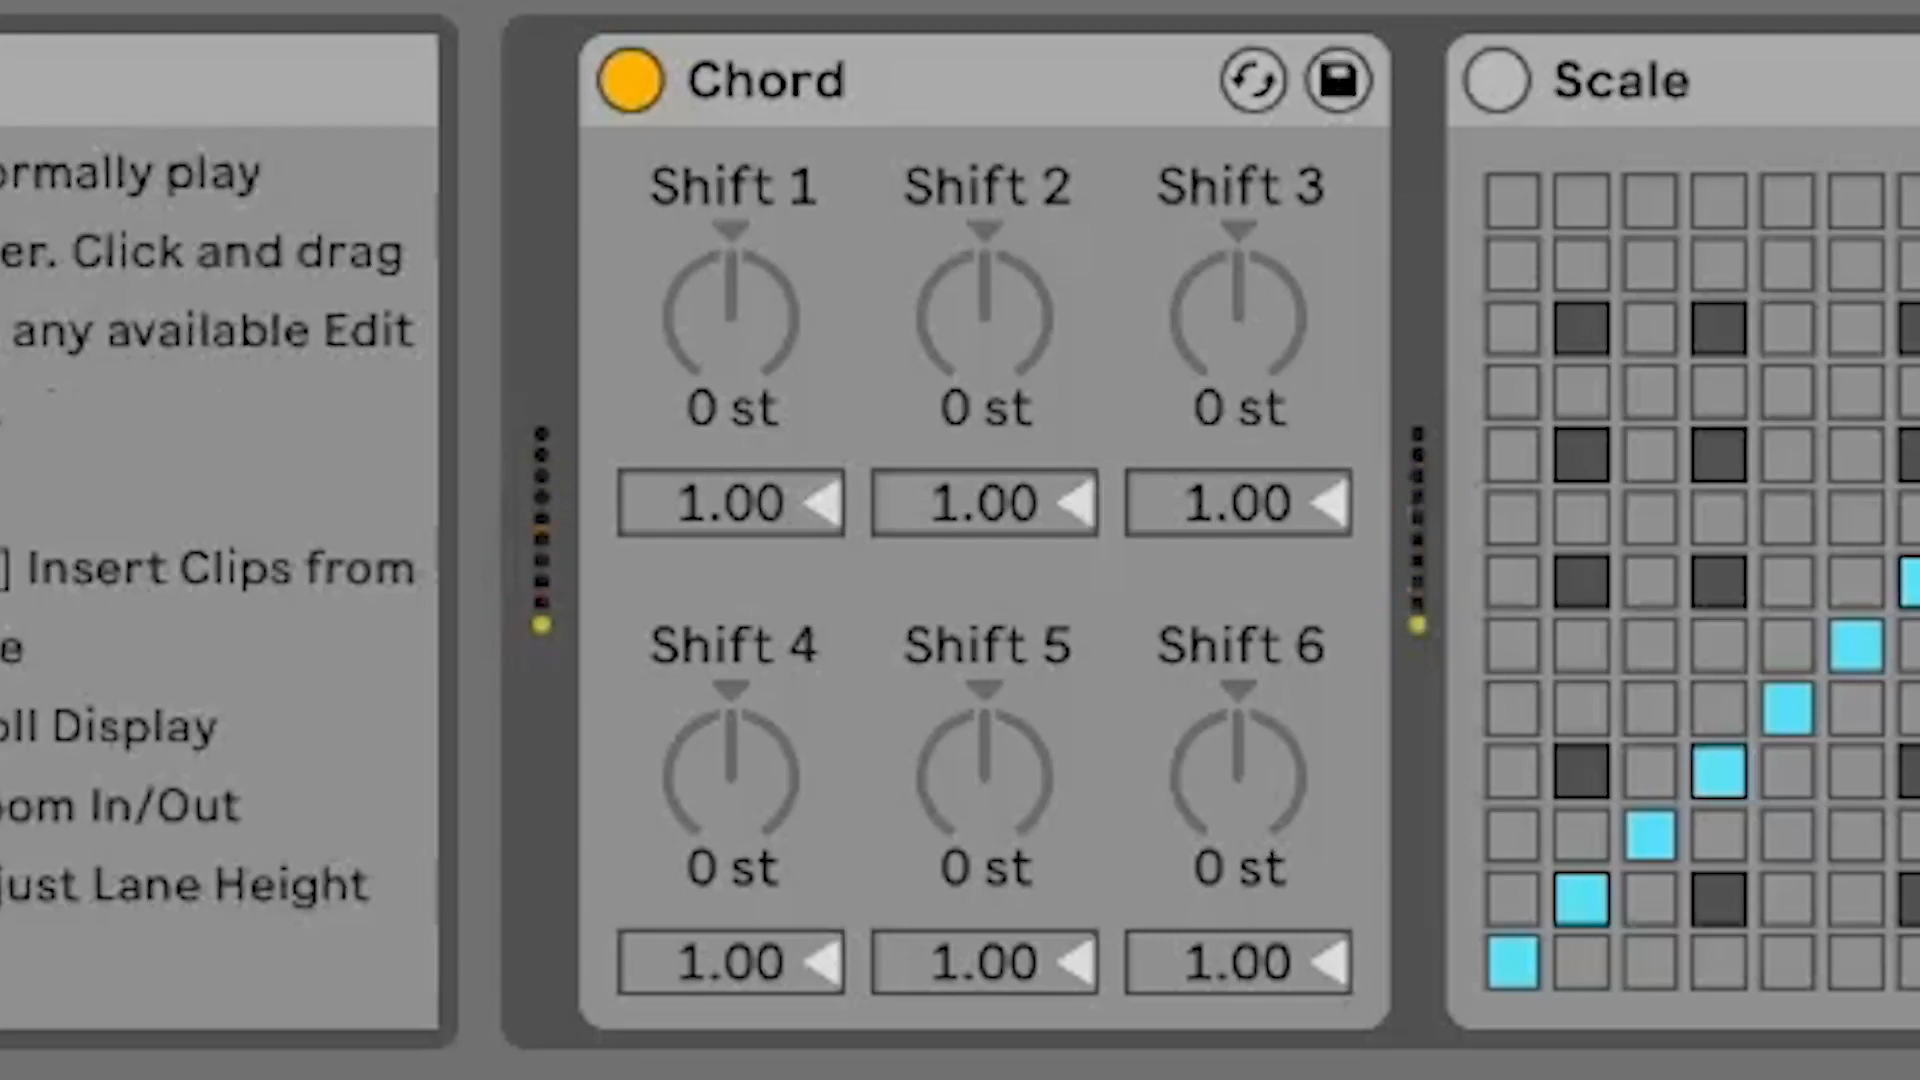 ormally play
er. Click and drag
any available Edit
] Insert Clips from
e
oll Display
oom In/Out
just Lane Height
Chord
Shift 1 Shift 2 Shift 3
0 st 0 st 0 st
1.00 1.00 1.00
Shift 4 Shift 5 Shift 6
0 st 0 st 0 st
1.00 1.00 1.00
Scale